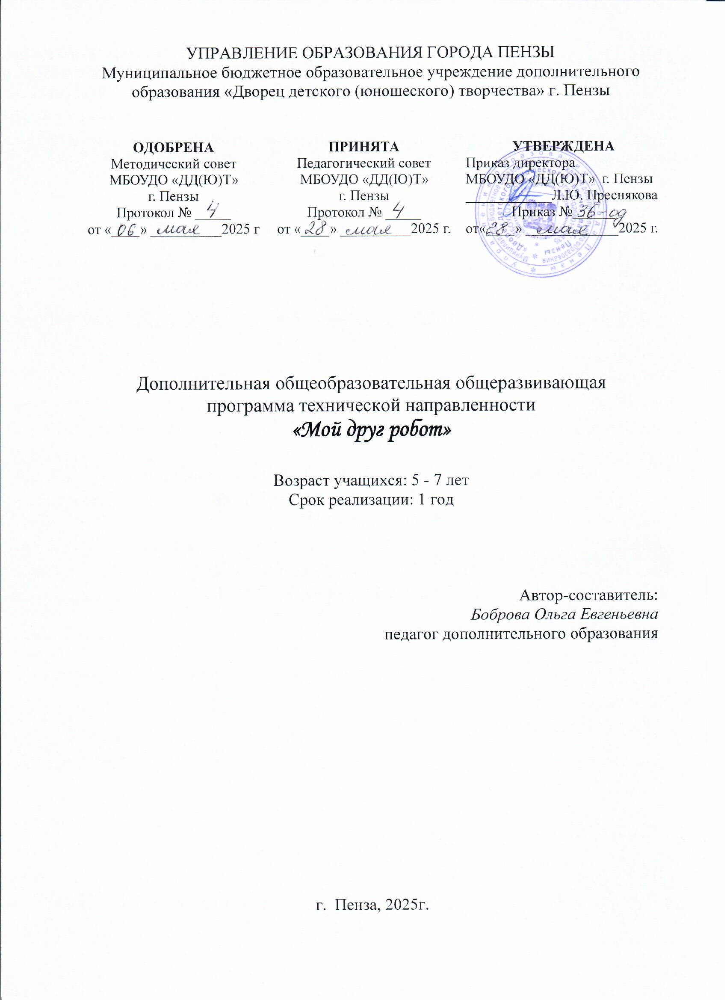 УПРАВЛЕНИЕ ОБРАЗОВАНИЯ ГОРОДА ПЕНЗЫ
Муниципальное бюджетное образовательное учреждение дополнительного
образования «Дворец детского (юношеского) творчества» г. Пензы
ОДОБРЕНА
Методический совет
МБОУДО «ДД(Ю)Т»
г. Пензы
Протокол № 4
от «06» мая 2025 г
ПРИНЯТА
Педагогический совет
МБОУДО «ДД(Ю)Т»
г. Пензы
Протокол № 4
от «28» мая 2025 г.
УТВЕРЖДЕНА
Приказ директора
МБОУДО «ДД(Ю)Т» г. Пензы
Л.Ю. Преснякова
Приказ № 36-од
от«28» мая 2025 г.
Дополнительная общеобразовательная общеразвивающая
программа технической направленности
«Мой друг робот»
Возраст учащихся: 5 - 7 лет
Срок реализации: 1 год
Автор-составитель:
Боброва Ольга Евгеньевна
педагог дополнительного образования
г. Пенза, 2025г.